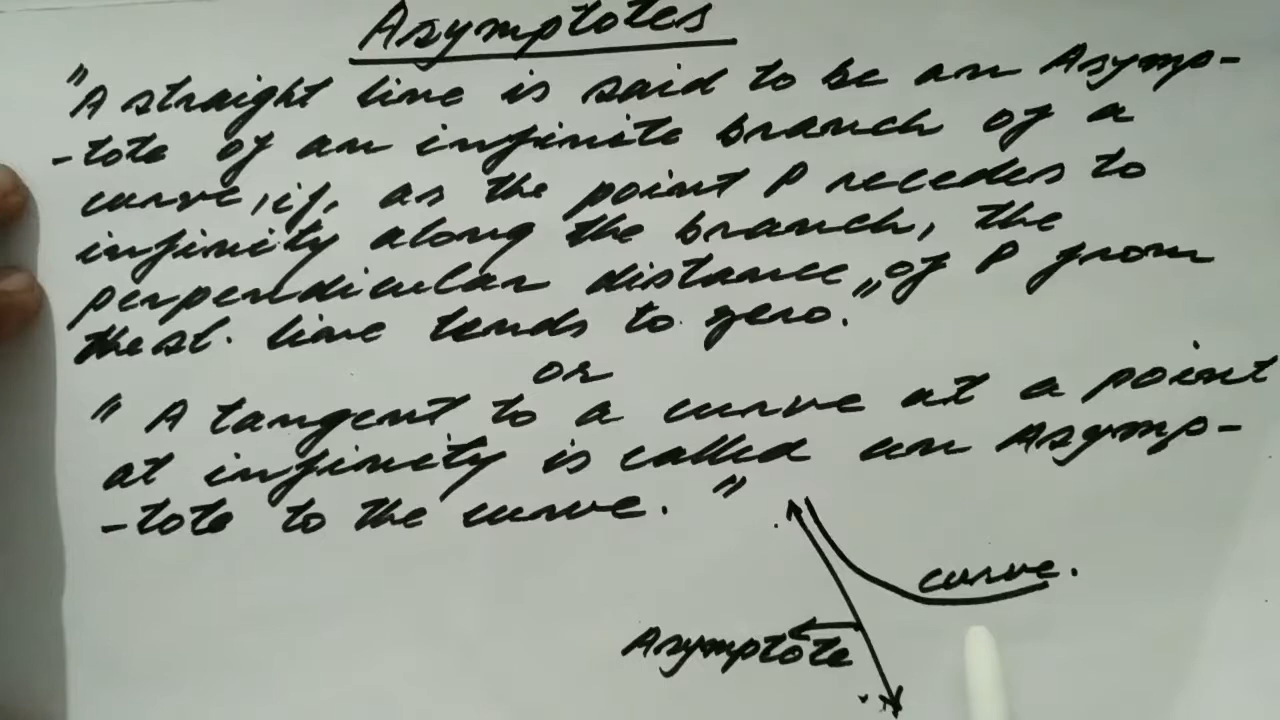 Asymptotes
"A straight line is said to be an Asymp-
-tote of an infinite branch of a
curve, if, as the point P recedes to
infinity along the branch, the
perpendicular distance of P from
the st. line tends to zero."
or
" A tangent to a curve at a point
at infinity is called an Asymp-
-tote to the curve. "
curve.
Asymptote